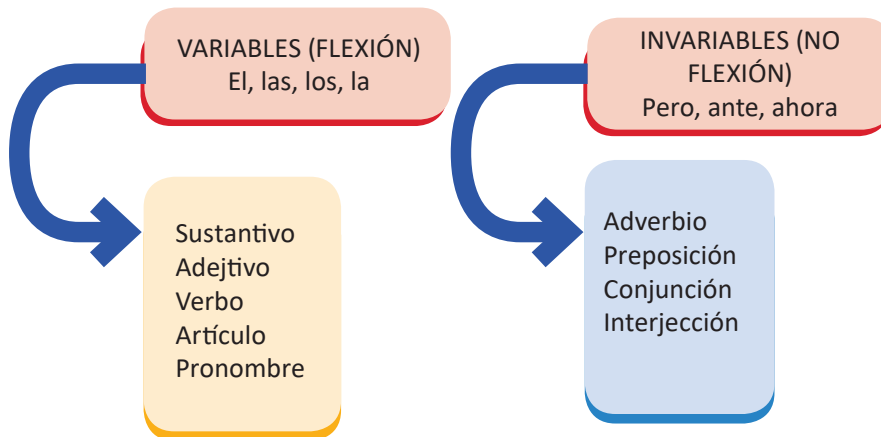 VARIABLES (FLEXIÓN)
El, las, los, la
Sustantivo
Adejtivo
Verbo
Artículo
Pronombre
INVARIABLES (NO
FLEXIÓN)
Pero, ante, ahora
Adverbio
Preposición
Conjunción
Interjección